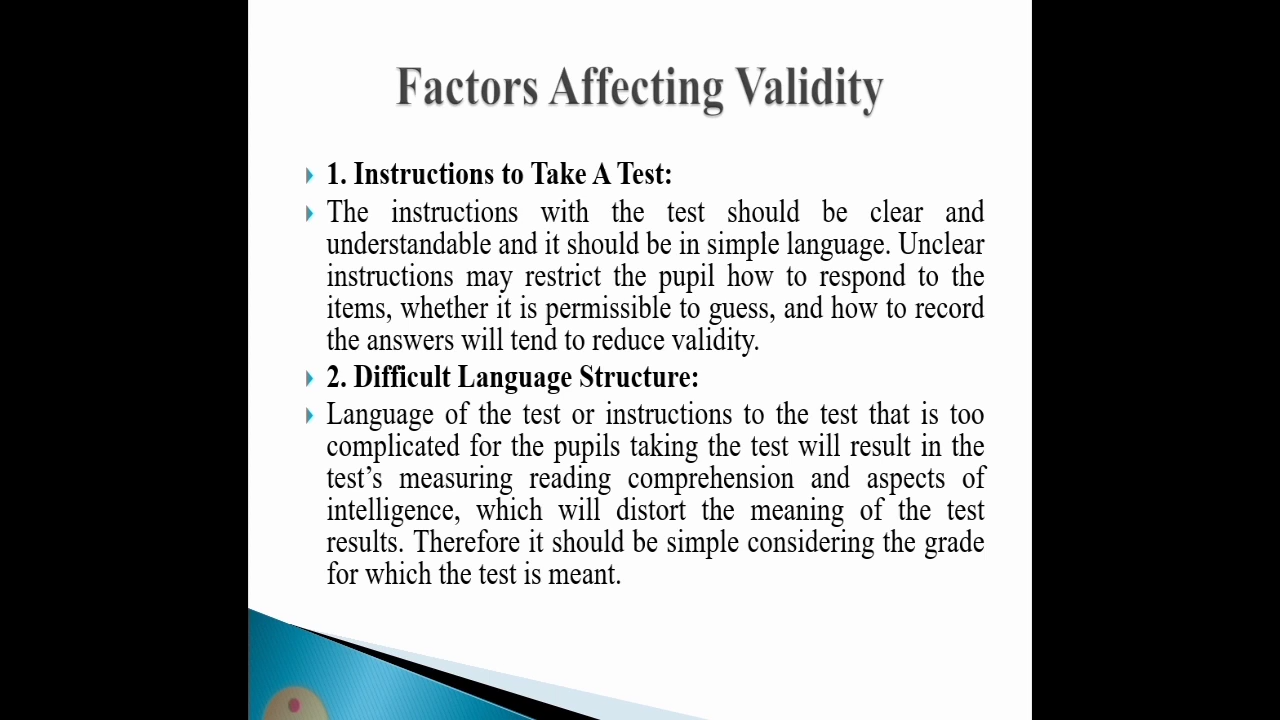 Factors Affecting Validity
1. Instructions to Take A Test:
The instructions with the test should be clear and
understandable and it should be in simple language. Unclear
instructions may restrict the pupil how to respond to the
items, whether it is permissible to guess, and how to record
the answers will tend to reduce validity.
2. Difficult Language Structure:
Language of the test or instructions to the test that is too
complicated for the pupils taking the test will result in the
test’s measuring reading comprehension and aspects of
intelligence, which will distort the meaning of the test
results. Therefore it should be simple considering the grade
for which the test is meant.